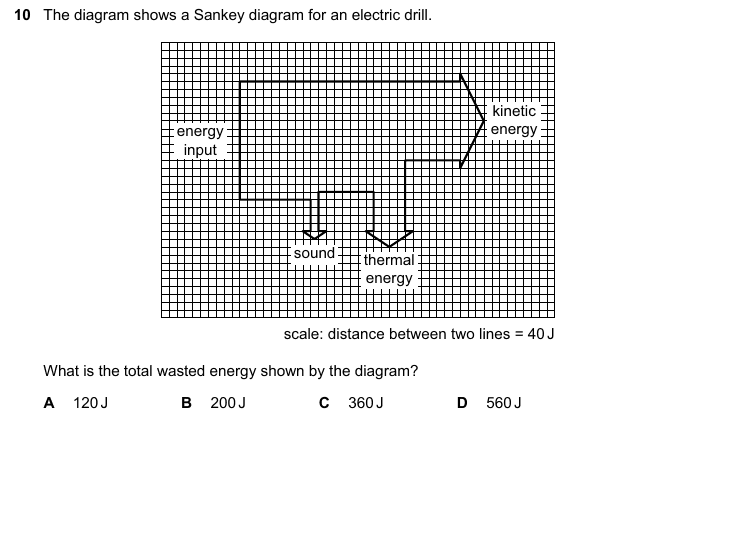 10 The diagram shows a Sankey diagram for an electric drill.
energy
input
kinetic
energy
sound
thermal
energy
scale: distance between two lines = 40 J
What is the total wasted energy shown by the diagram?
A 120 J B 200 J C 360 J D 560 J